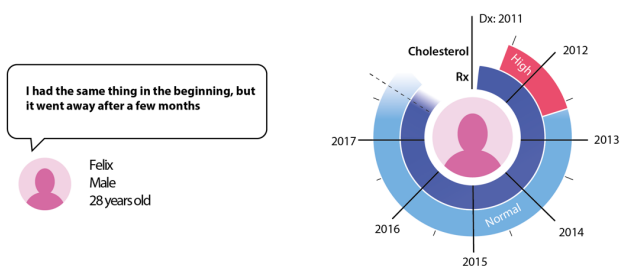 I had the same thing in the beginning, but
it went away after a few months
Felix
Male
28 years old
Dx: 2011
Cholesterol
Rx
High
2012
2013
Normal
2014
2015
2016
2017